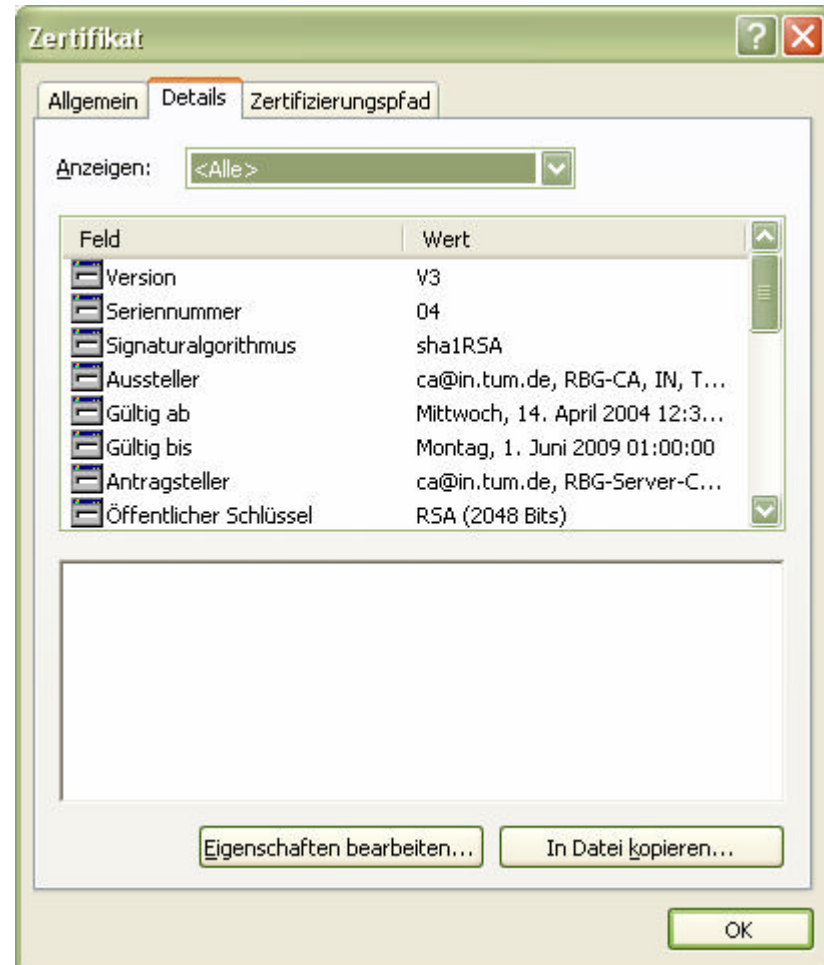 Zertifikat
Allgemein Details Zertifizierungspfad
Anzeigen: <Alle>
Feld Wert
Version V3
Seriennummer 04
Signaturalgorithmus sha1RSA
Aussteller ca@in.tum.de, RBG-CA, IN, T...
Gültig ab Mittwoch, 14. April 2004 12:3...
Gültig bis Montag, 1. Juni 2009 01:00:00
Antragsteller ca@in.tum.de, RBG-Server-C...
Öffentlicher Schlüssel RSA (2048 Bits)
Eigenschaften bearbeiten... In Datei kopieren...
OK